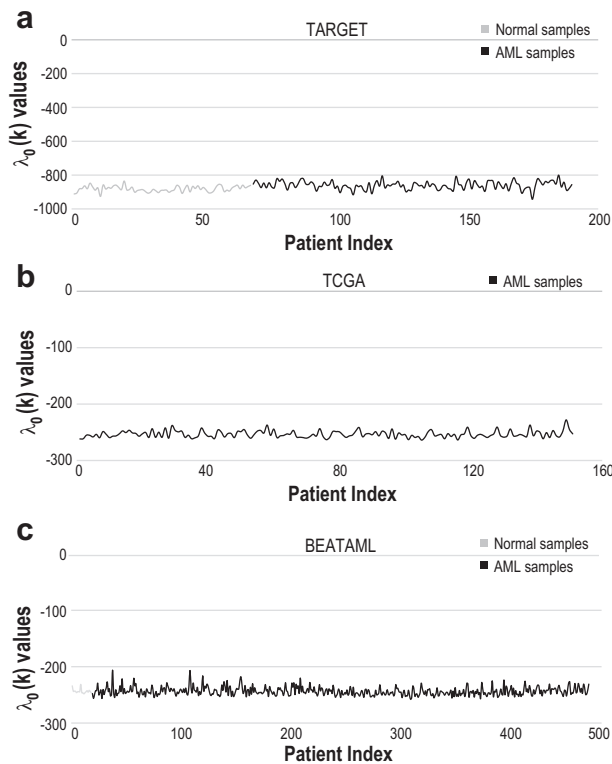 a
TARGET
Normal samples
AML samples
λ0(k) values
0
-200
-400
-600
-800
-1000
0 50 100 150 200
Patient Index
b
TCGA
AML samples
λ0(k) values
0
-100
-200
-300
0 40 80 120 160
Patient Index
c
BEATAML
Normal samples
AML samples
λ0(k) values
0
-100
-200
-300
0 100 200 300 400 500
Patient Index